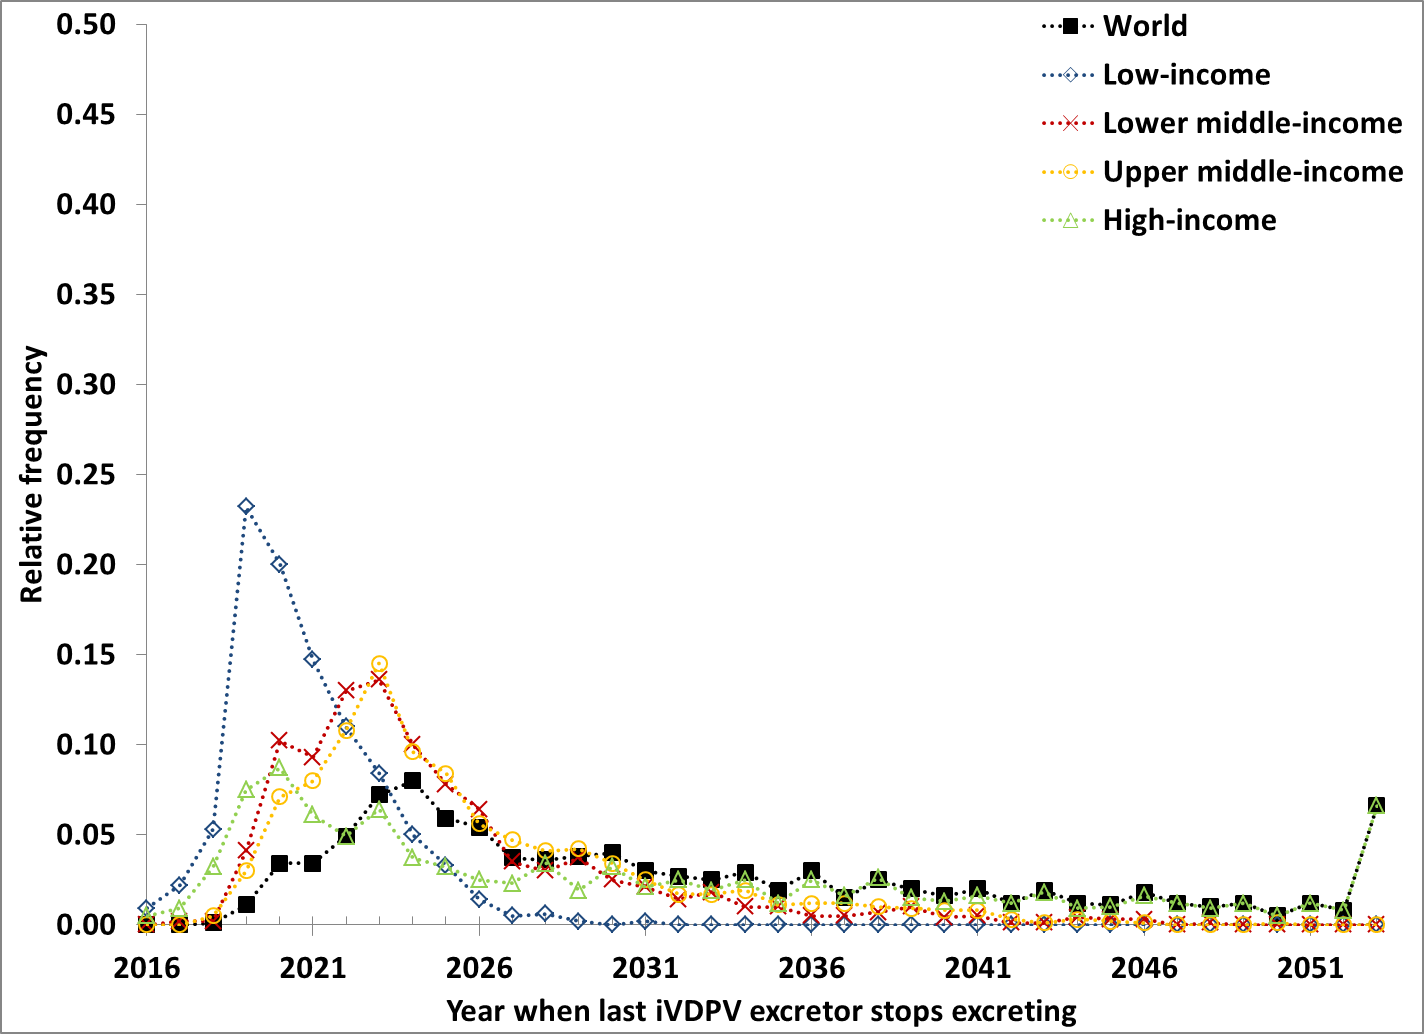 0.50
0.45
0.40
0.35
0.30
0.25
0.20
0.15
0.10
0.05
0.00
Relative frequency
World
Low-income
Lower middle-income
Upper middle-income
High-income
2016 2021 2026 2031 2036 2041 2046 2051
Year when last iVDPV excretor stops excreting